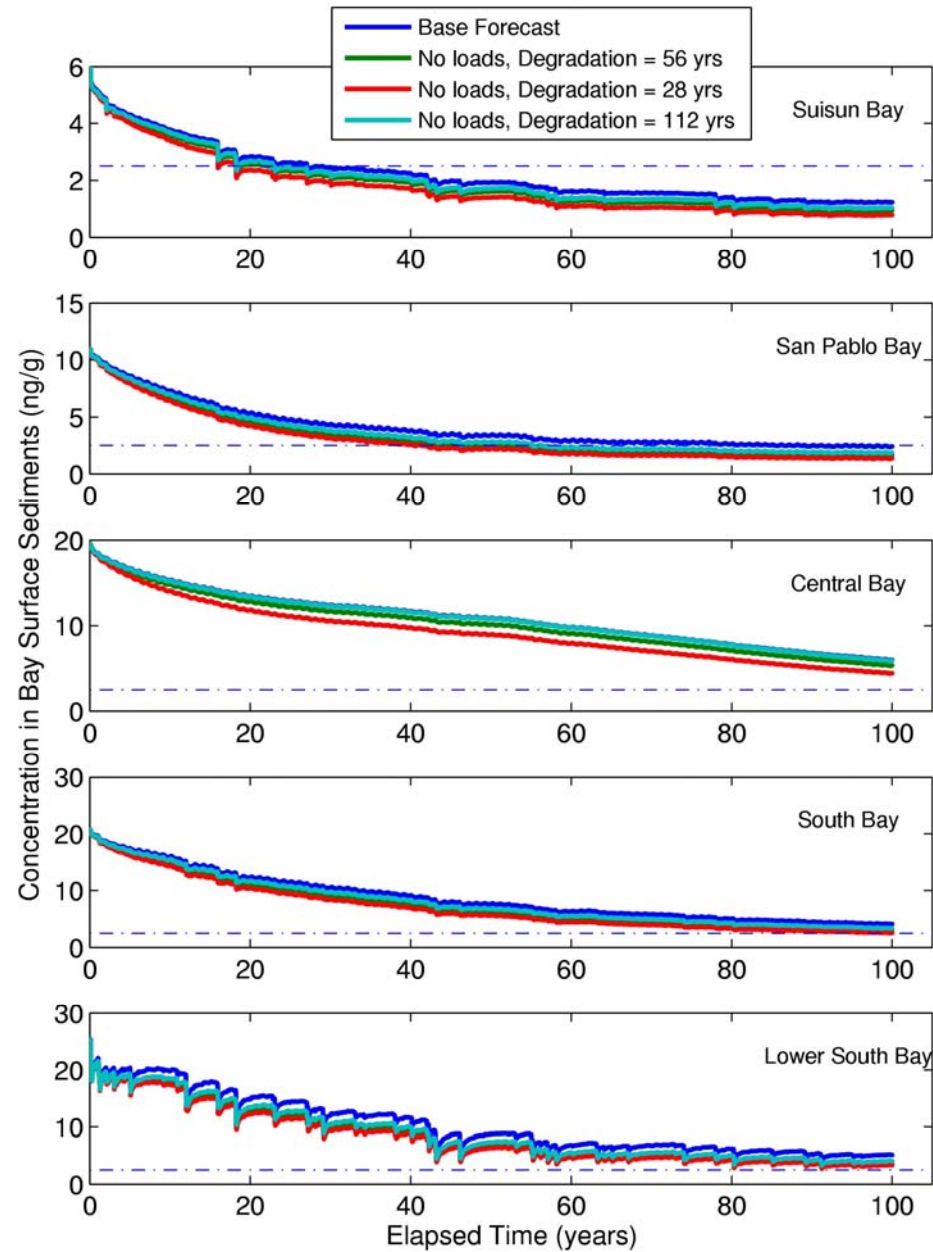 Base Forecast
No loads, Degradation = 56 yrs
No loads, Degradation = 28 yrs
No loads, Degradation = 112 yrs
Concentration in Bay Surface Sediments (ng/g)
Suisun Bay
6
4
2
0
0 20 40 60 80 100
San Pablo Bay
15
10
5
0
0 20 40 60 80 100
Central Bay
20
10
0
0 20 40 60 80 100
South Bay
30
20
10
0
0 20 40 60 80 100
Lower South Bay
30
20
10
0
0 20 40 60 80 100
Elapsed Time (years)